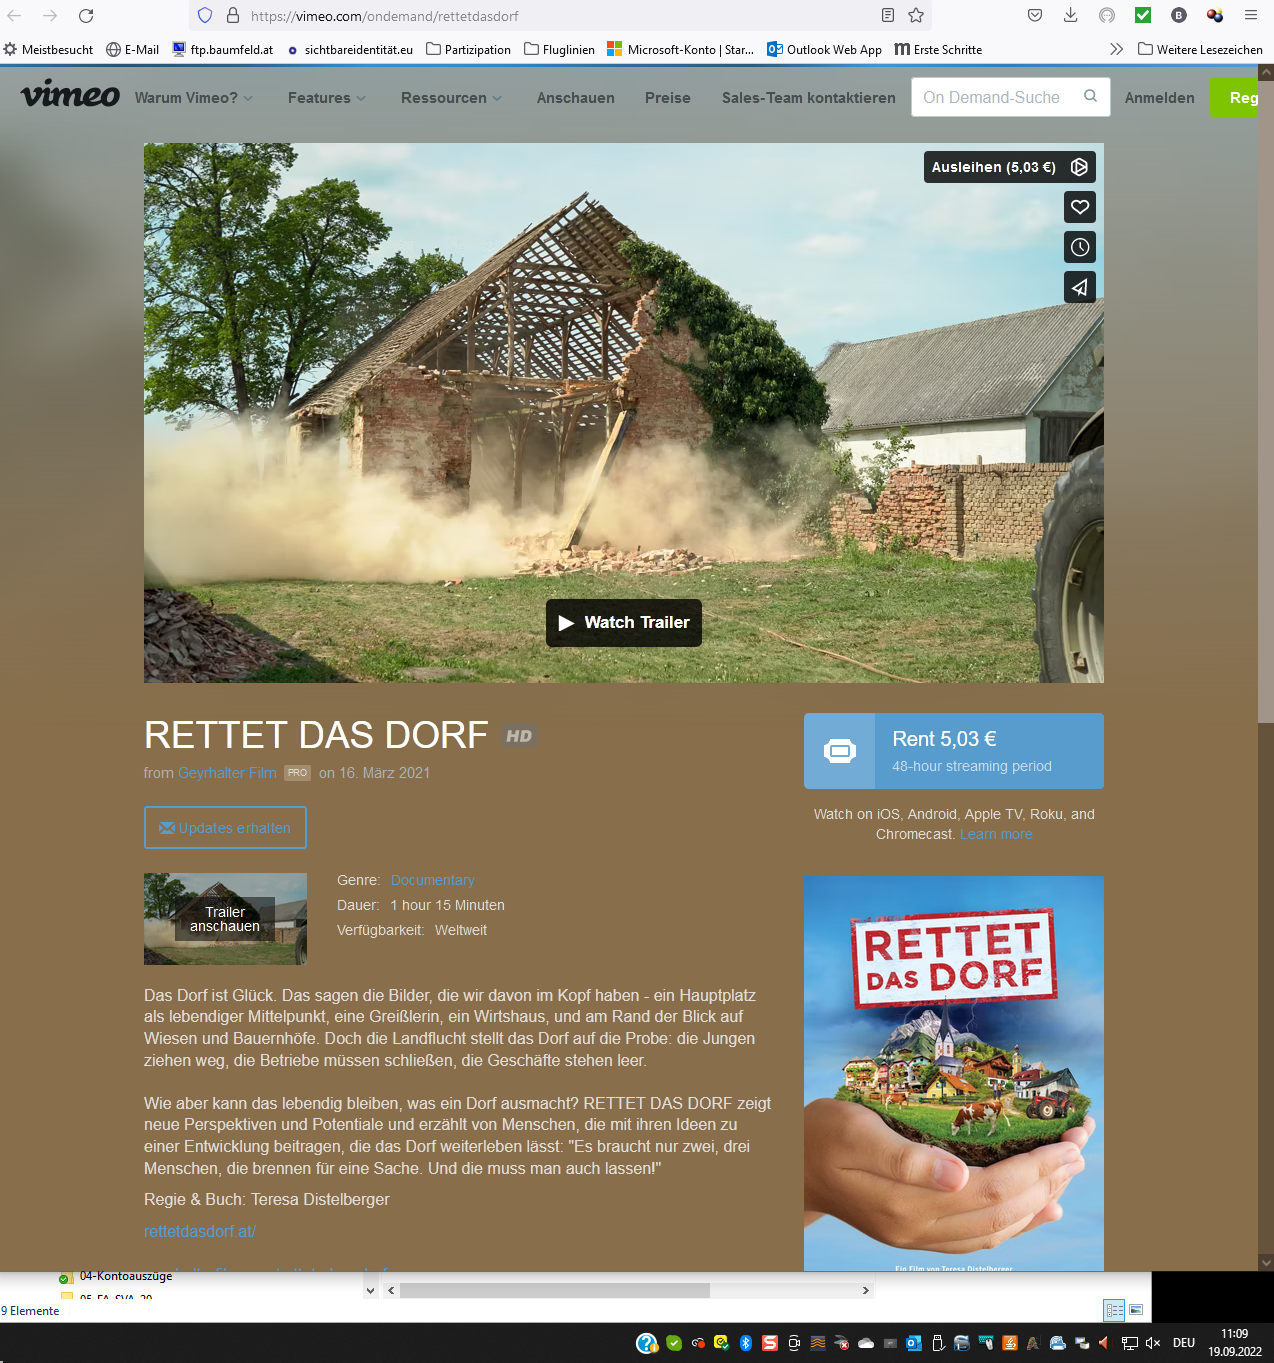 https://vimeo.com/ondemand/rettetdasdorf
Meistbesucht E-Mail ftp.baumfeld.at sichtbareidentität.eu Partizipation Fluglinien Microsoft-Konto | Star... Outlook Web App Erste Schritte Weitere Lesezeichen
vimeo Warum Vimeo? Features Ressourcen Anschauen Preise Sales-Team kontaktieren On Demand-Suche Anmelden Reg
Ausleihen (5,03 €)
Watch Trailer
RETTET DAS DORF HD
from Geyrhalter Film PRO on 16. März 2021
Updates erhalten
Trailer
anschauen
Genre: Documentary
Dauer: 1 hour 15 Minuten
Verfügbarkeit: Weltweit
Das Dorf ist Glück. Das sagen die Bilder, die wir davon im Kopf haben - ein Hauptplatz
als lebendiger Mittelpunkt, eine Greißlerin, ein Wirtshaus, und am Rand der Blick auf
Wiesen und Bauernhöfe. Doch die Landflucht stellt das Dorf auf die Probe: die Jungen
ziehen weg, die Betriebe müssen schließen, die Geschäfte stehen leer.
Wie aber kann das lebendig bleiben, was ein Dorf ausmacht? RETTET DAS DORF zeigt
neue Perspektiven und Potentiale und erzählt von Menschen, die mit ihren Ideen zu
einer Entwicklung beitragen, die das Dorf weiterleben lässt: "Es braucht nur zwei, drei
Menschen, die brennen für eine Sache. Und die muss man auch lassen!"
Regie & Buch: Teresa Distelberger
rettetdasdorf.at/
Rent 5,03 €
48-hour streaming period
Watch on iOS, Android, Apple TV, Roku, and
Chromecast. Learn more
RETTET
DAS DORF
Ein Film von Teresa Distelberger
04-Kontoauszüge
9 Elemente
DEU
11:09
19.09.2022